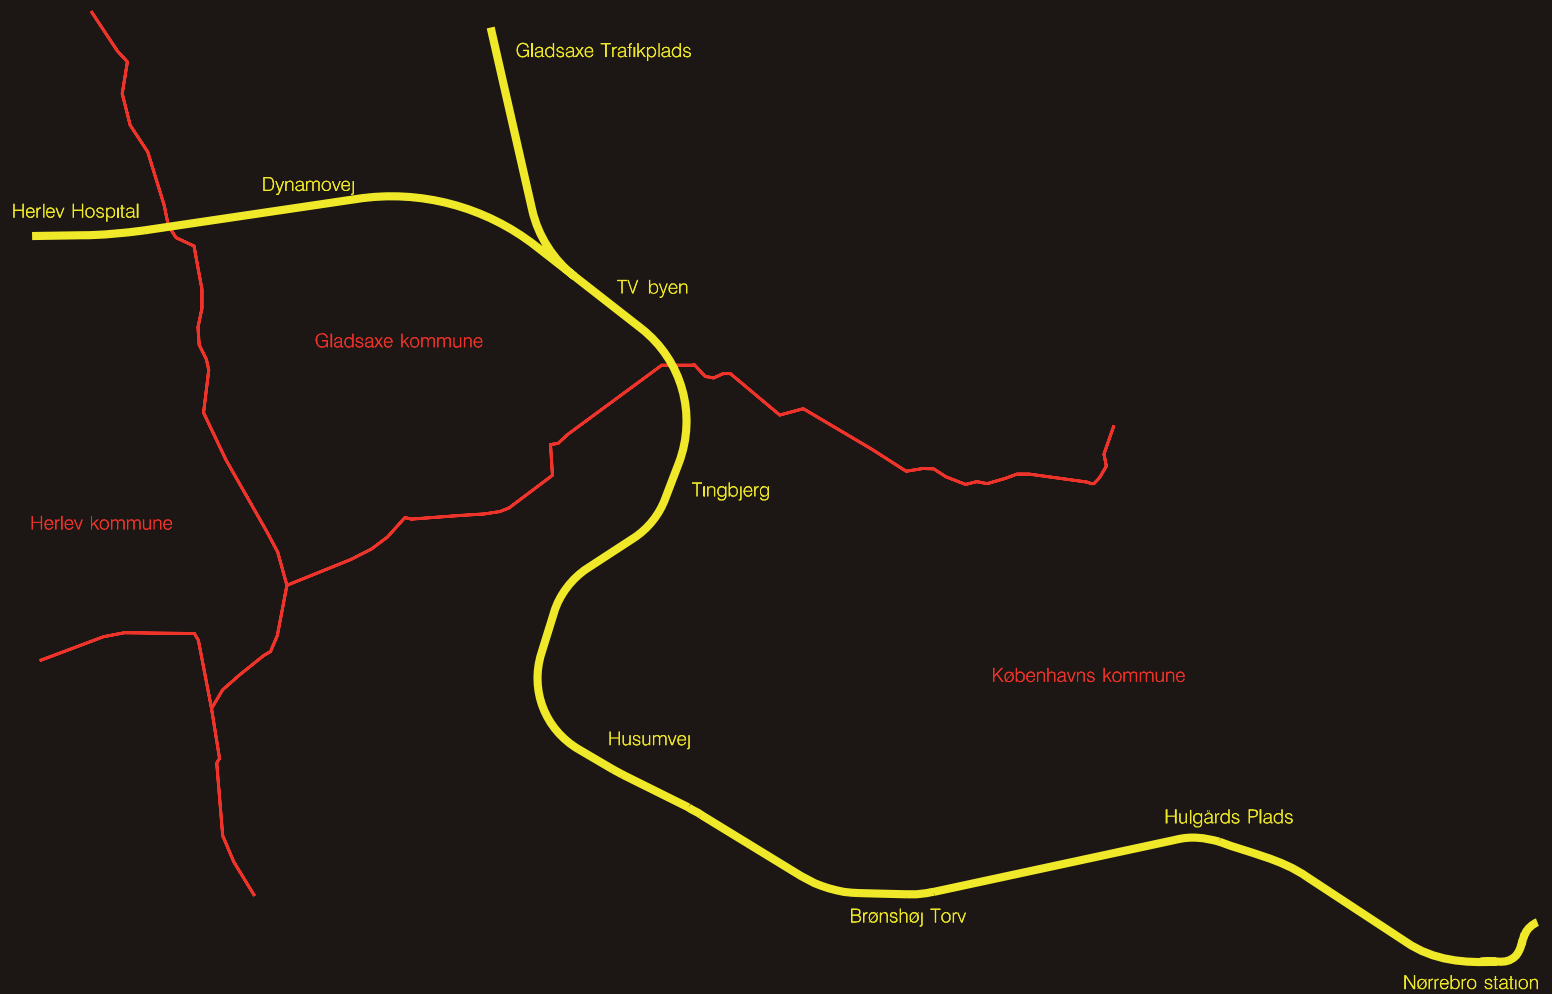 Gladsaxe Trafikplads
Dynamovej
Herlev Hospital
TV byen
Gladsaxe kommune
Tingbjerg
Herlev kommune
Københavns kommune
Husumvej
Hulgårds Plads
Brønshøj Torv
Nørrebro station